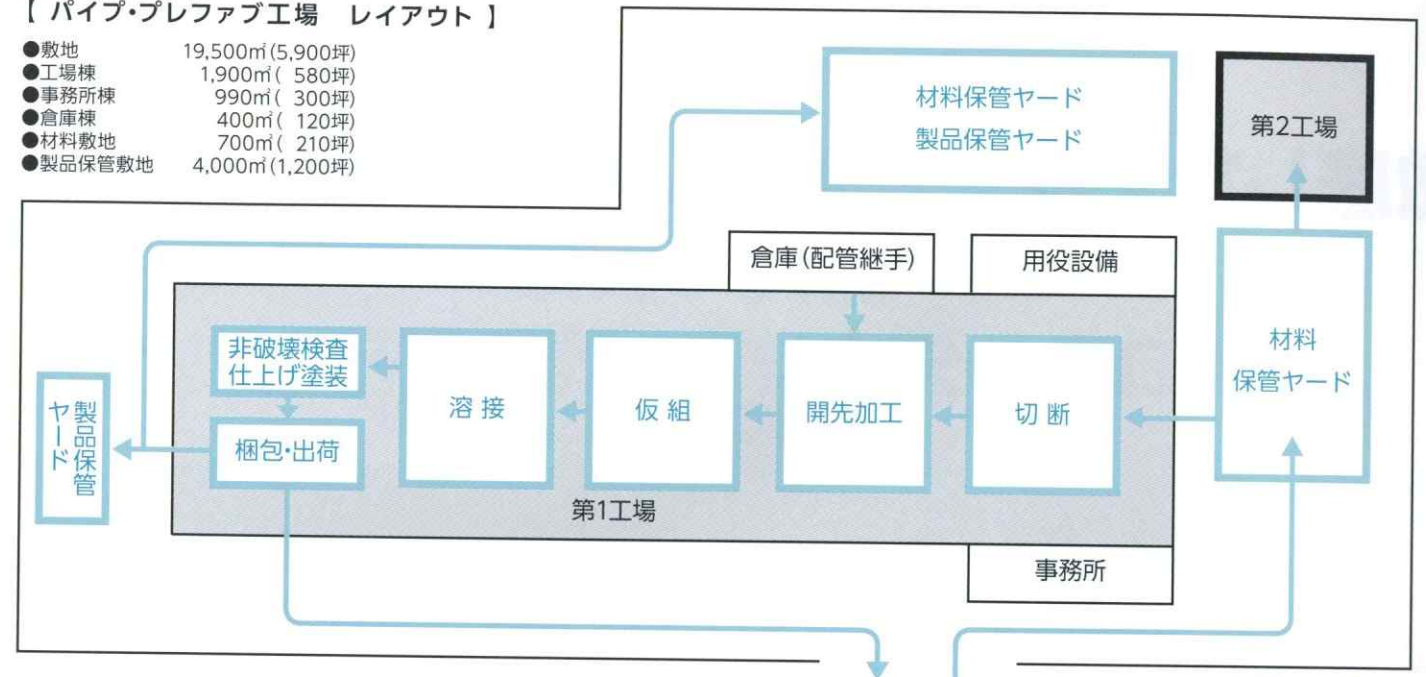 【 パイプ・プレファブ工場　レイアウト 】
●敷地　19,500㎡(5,900坪)
●工場棟　1,900㎡( 580坪)
●事務所棟　990㎡( 300坪)
●倉庫棟　400㎡( 120坪)
●材料敷地　700㎡( 210坪)
●製品保管敷地　4,000㎡(1,200坪)
材料保管ヤード
製品保管ヤード
第2工場
倉庫(配管継手)
用役設備
材料
保管ヤード
非破壊検査
仕上げ塗装
溶 接
仮 組
開先加工
切 断
製品保管
ヤード
梱包・出荷
第1工場
事務所